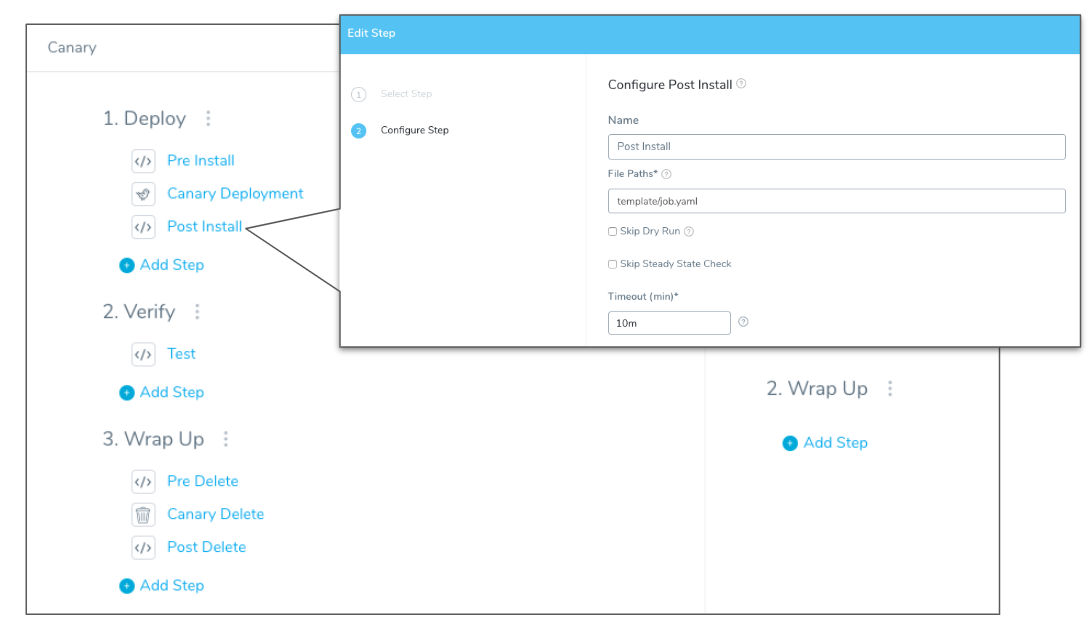 Canary
1. Deploy
Pre Install
Canary Deployment
Post Install
Add Step
2. Verify
Test
Add Step
3. Wrap Up
Pre Delete
Canary Delete
Post Delete
Add Step
Edit Step
1 Select Step
2 Configure Step
Configure Post Install
Name
Post Install
File Paths*
template/job.yaml
Skip Dry Run
Skip Steady State Check
Timeout (min)*
10m
2. Wrap Up
Add Step